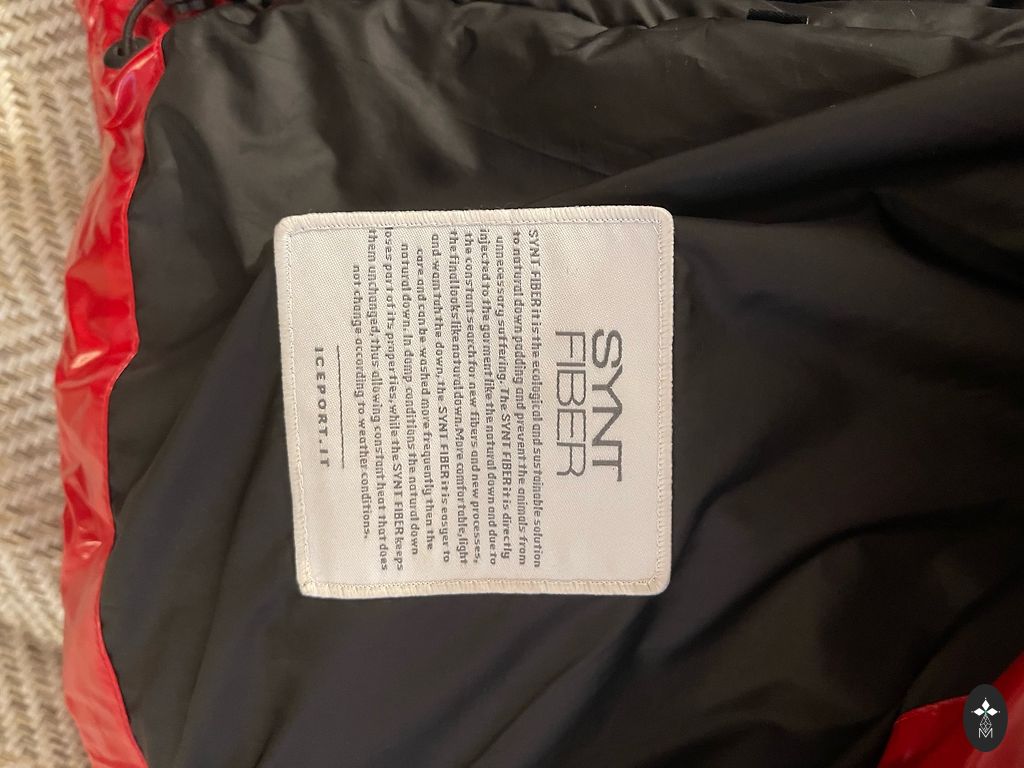 SYNT
FIBER
SYNT FIBER it is the ecological and sustainable solution
to natural down padding and prevent the animals from
unnecessary suffering. The SYNT FIBER it is directly
injected to the garment like the natural down and due to
the constant search for new fibers and new processes,
the final looks like natural down. More comfortable, light
and warm tah the down, the SYNT FIBER it is easyer to
care and can be washed more frequently then the
natural down. In damp conditions the natural down
loses part of its properties, while the SYNT FIBER keeps
them unchanged, thus allowing constant heat that does
not change according to weather conditions.
ICEPORT.IT
M